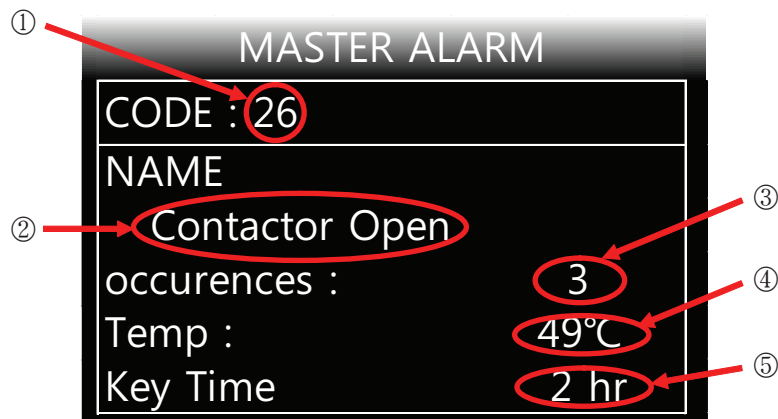 ①
MASTER ALARM
CODE : 26
NAME
② Contactor Open
③
occurences : 3
④
Temp : 49℃
⑤
Key Time 2 hr